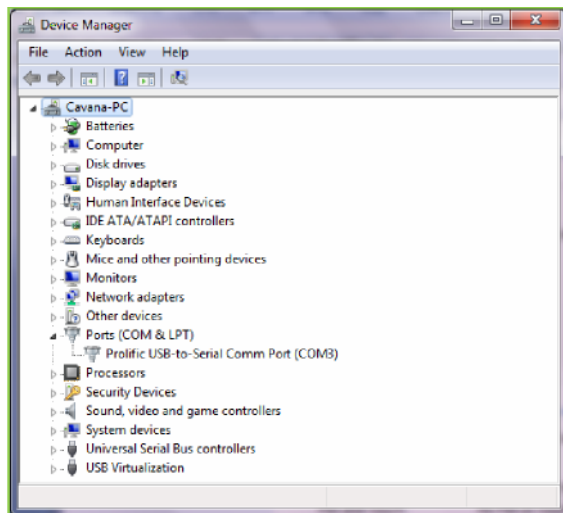 Device Manager
File Action View Help
Cavana-PC
Batteries
Computer
Disk drives
Display adapters
Human Interface Devices
IDE ATA/ATAPI controllers
Keyboards
Mice and other pointing devices
Monitors
Network adapters
Other devices
Ports (COM & LPT)
Prolific USB-to-Serial Comm Port (COM3)
Processors
Security Devices
Sound, video and game controllers
System devices
Universal Serial Bus controllers
USB Virtualization